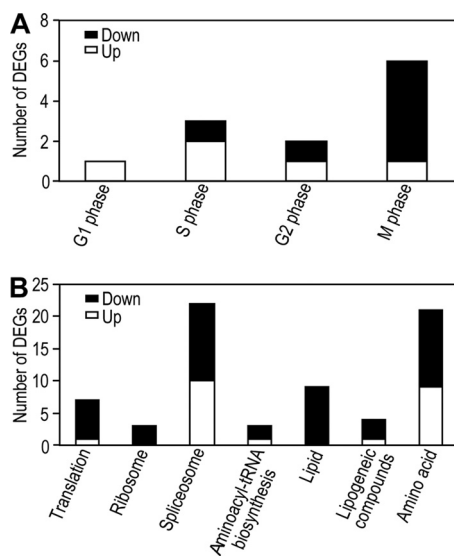 A
Down
Up
Number of DEGs
8
6
4
2
0
G1 phase
S phase
G2 phase
M phase
B
Down
Up
Number of DEGs
25
20
15
10
5
0
Translation
Ribosome
Spliceosome
Aminoacyl-tRNA
biosynthesis
Lipid
Lipogeneic
compounds
Amino acid